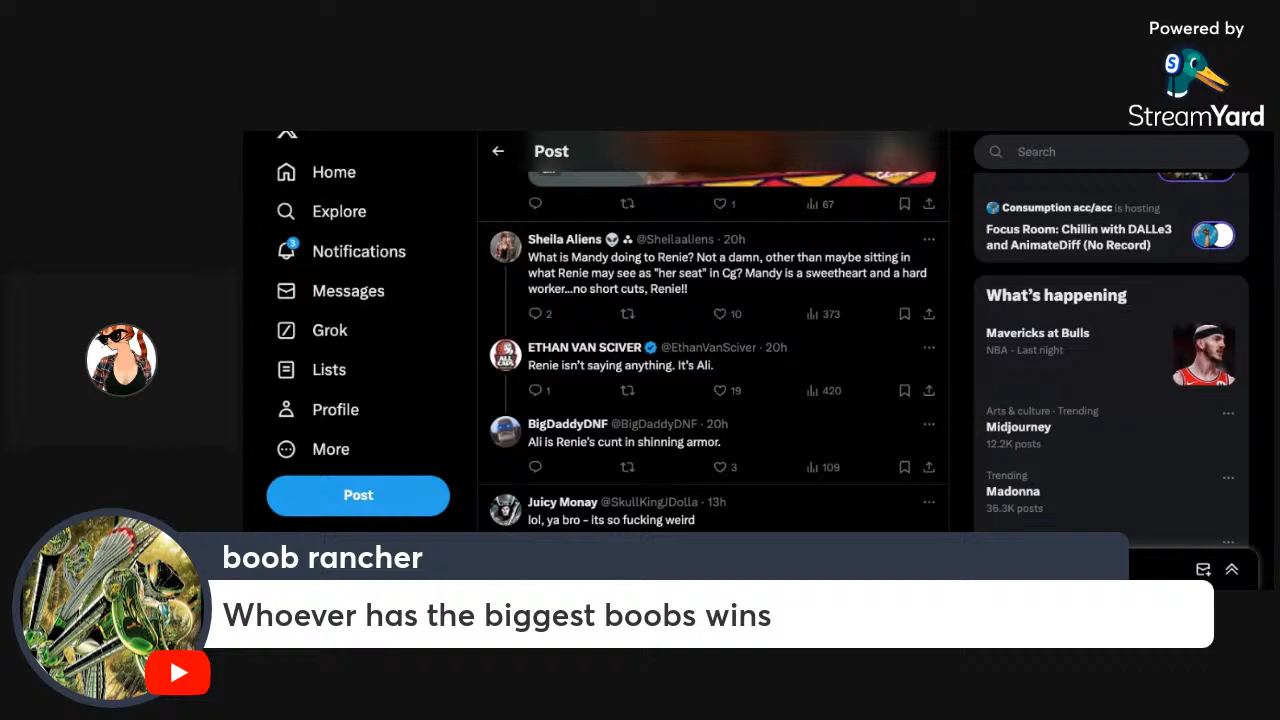 Powered by
S
StreamYard
Home
Explore
3
Notifications
Messages
Grok
Lists
Profile
More
Post
Post
1
67
Sheila Aliens @Sheilaaliens · 20h
What is Mandy doing to Renie? Not a damn, other than maybe sitting in
what Renie may see as "her seat" in Cg? Mandy is a sweetheart and a hard
worker...no short cuts, Renie!!
2
10
373
ETHAN VAN SCIVER @EthanVanSciver · 20h
Renie isn't saying anything. It's Ali.
1
19
420
BigDaddyDNF @BigDaddyDNF · 20h
Ali is Renie's cunt in shinning armor.
3
109
Juicy Monay @SkullKingJDolla · 13h
lol, ya bro - its so fucking weird
Search
Consumption acc/acc is hosting
Focus Room: Chillin with DALLe3
and AnimateDiff (No Record)
What's happening
Mavericks at Bulls
NBA · Last night
Arts & culture · Trending
Midjourney
12.2K posts
Trending
Madonna
36.3K posts
boob rancher
Whoever has the biggest boobs wins